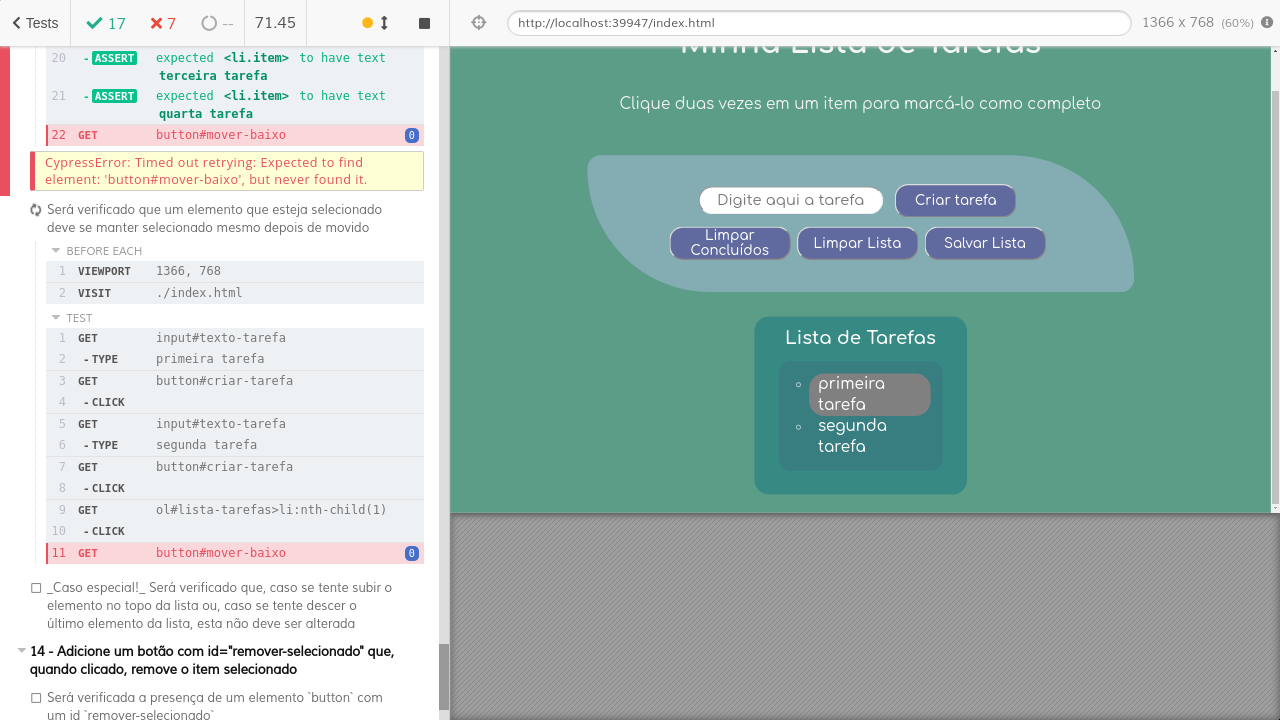 Tests
17
7
--
71.45
http://localhost:39947/index.html
1366 x 768 (60%)
20 - ASSERT expected <li.item> to have text
terceira tarefa
21 - ASSERT expected <li.item> to have text
quarta tarefa
22 GET button#mover-baixo 0
CypressError: Timed out retrying: Expected to find
element: 'button#mover-baixo', but never found it.
Será verificado que um elemento que esteja selecionado
deve se manter selecionado mesmo depois de movido
BEFORE EACH
1 VIEWPORT 1366, 768
2 VISIT ./index.html
TEST
1 GET input#texto-tarefa
2 - TYPE primeira tarefa
3 GET button#criar-tarefa
4 - CLICK
5 GET input#texto-tarefa
6 - TYPE segunda tarefa
7 GET button#criar-tarefa
8 - CLICK
9 GET ol#lista-tarefas>li:nth-child(1)
10 - CLICK
11 GET button#mover-baixo 0
_Caso especial!_ Será verificado que, caso se tente subir o
elemento no topo da lista ou, caso se tente descer o
último elemento da lista, esta não deve ser alterada
14 - Adicione um botão com id="remover-selecionado" que,
quando clicado, remove o item selecionado
Será verificada a presença de um elemento `button` com
um id `remover-selecionado`
Minha Lista de Tarefas
Clique duas vezes em um item para marcá-lo como completo
Digite aqui a tarefa
Criar tarefa
Limpar
Concluídos
Limpar Lista
Salvar Lista
Lista de Tarefas
primeira
tarefa
segunda
tarefa